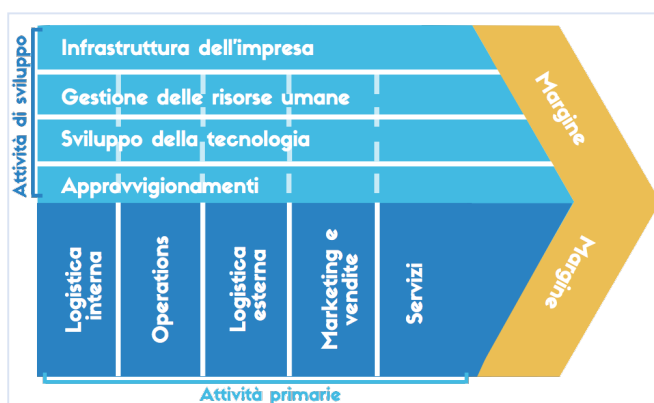 Attività di sviluppo
Infrastruttura dell'impresa
Gestione delle risorse umane
Sviluppo della tecnologia
Approvvigionamenti
Margine
Margine
Logistica
interna
Operations
Logistica
esterna
Marketing e
vendite
Servizi
Attività primarie